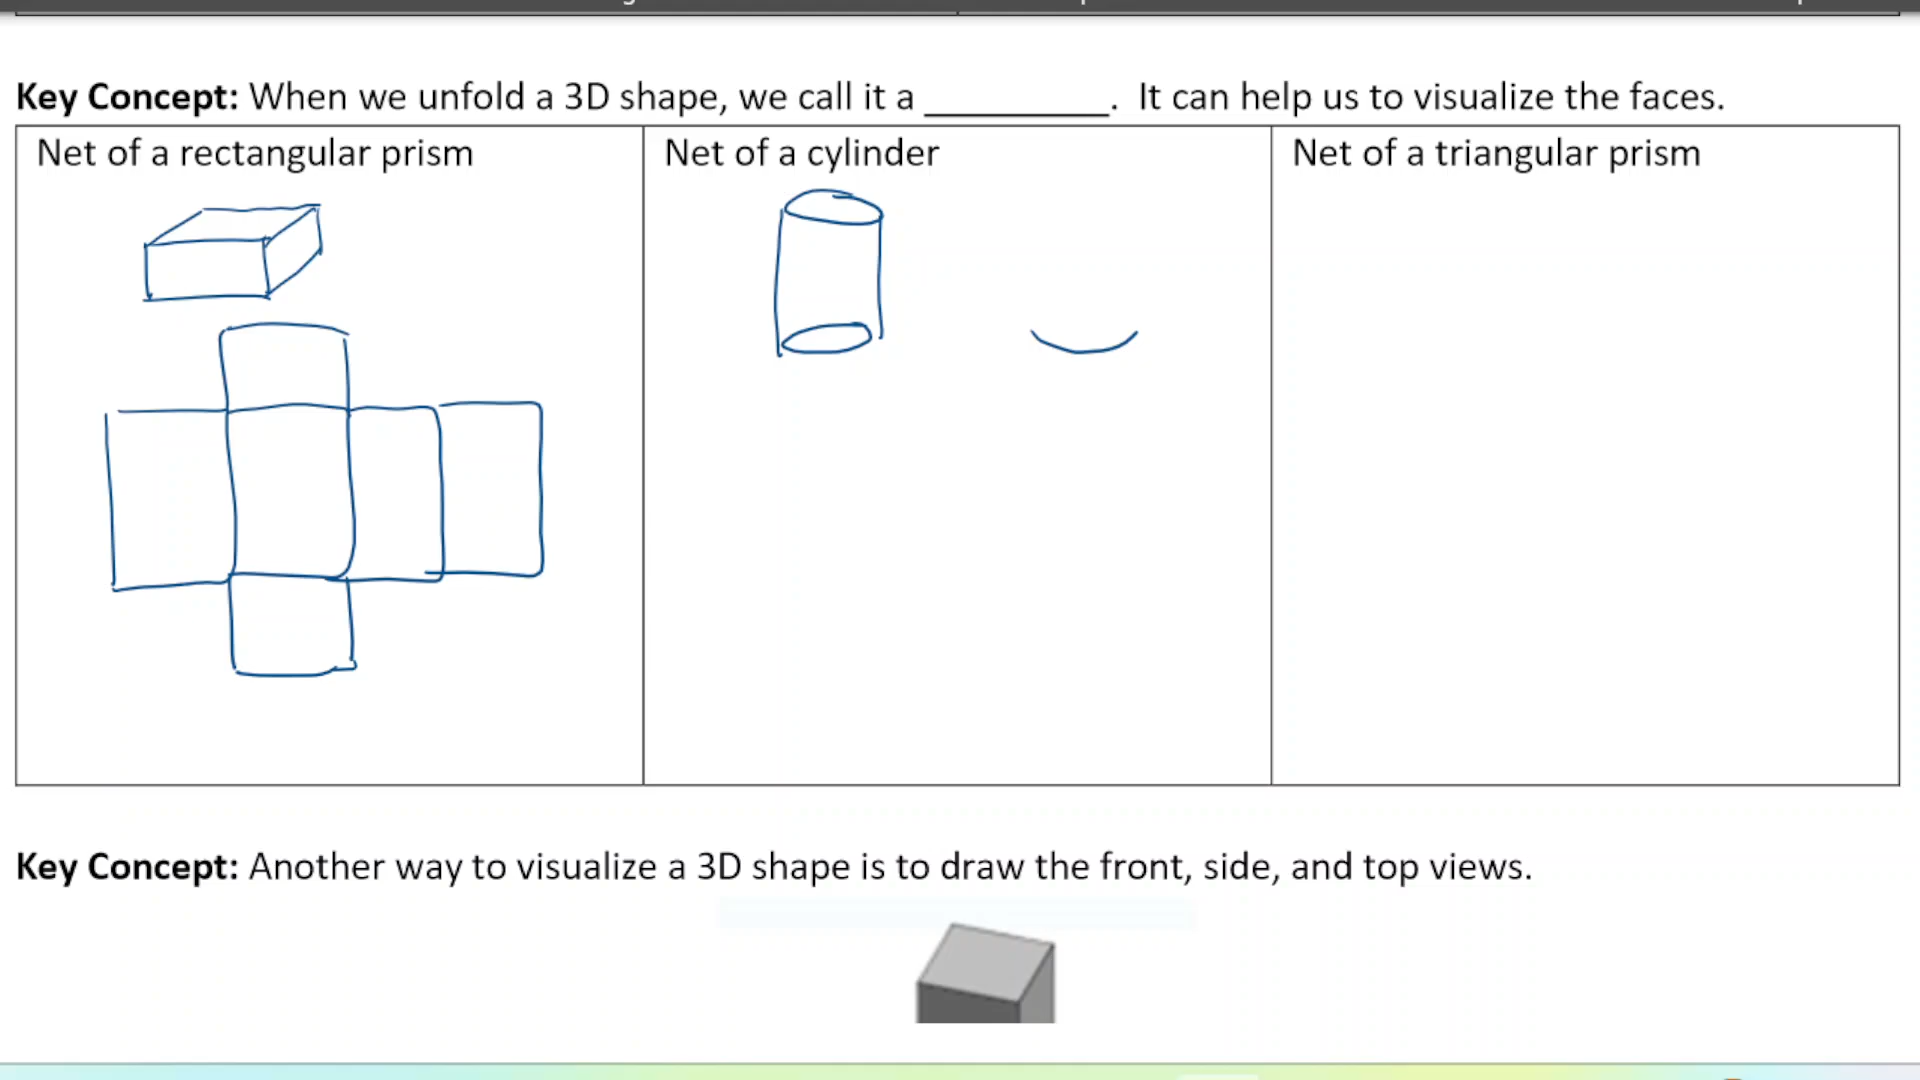 Key Concept: When we unfold a 3D shape, we call it a __________. It can help us to visualize the faces.
Net of a rectangular prism
Net of a cylinder
Net of a triangular prism
Key Concept: Another way to visualize a 3D shape is to draw the front, side, and top views.